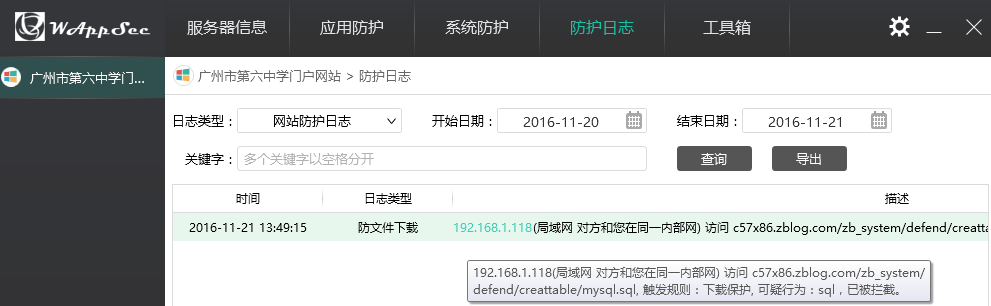 WAppSec 服务器信息 应用防护 系统防护 防护日志 工具箱
广州市第六中学门... 广州市第六中学门户网站 > 防护日志
日志类型： 网站防护日志 开始日期： 2016-11-20 结束日期： 2016-11-21
关键字： 多个关键字以空格分开 查询 导出
时间 日志类型 描述
2016-11-21 13:49:15 防文件下载 192.168.1.118(局域网 对方和您在同一内部网) 访问 c57x86.zblog.com/zb_system/defend/creatta
192.168.1.118(局域网 对方和您在同一内部网) 访问 c57x86.zblog.com/zb_system/
defend/creattable/mysql.sql, 触发规则：下载保护, 可疑行为：sql，已被拦截。